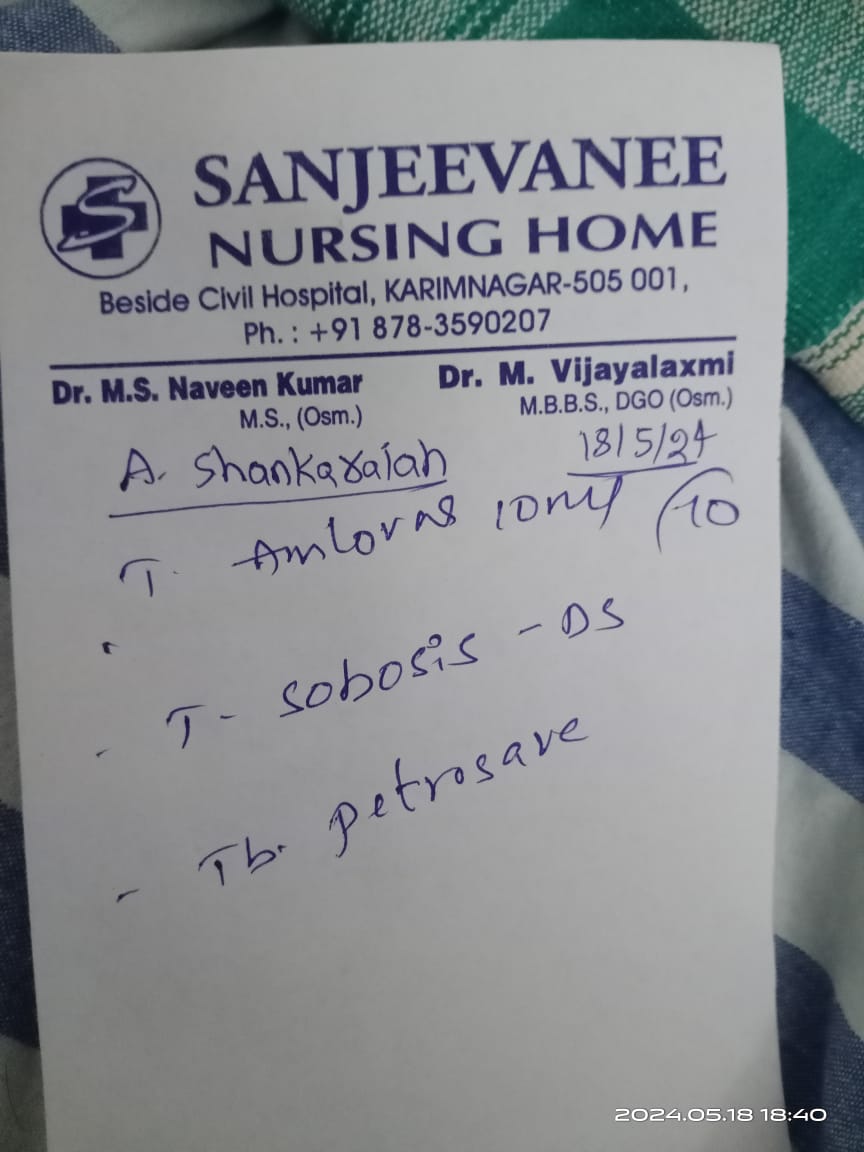 SANJEEVANEE
NURSING HOME
Beside Civil Hospital, KARIMNAGAR-505 001,
Ph. : +91 878-3590207
Dr. M.S. Naveen Kumar Dr. M. Vijayalaxmi
M.S., (Osm.) M.B.B.S., DGO (Osm.)
A. Shankaraiah 18/5/24
T. Amlovas 10mg 10
T- sobosis - DS
- Tb. petrosave
2024.05.18 18:40